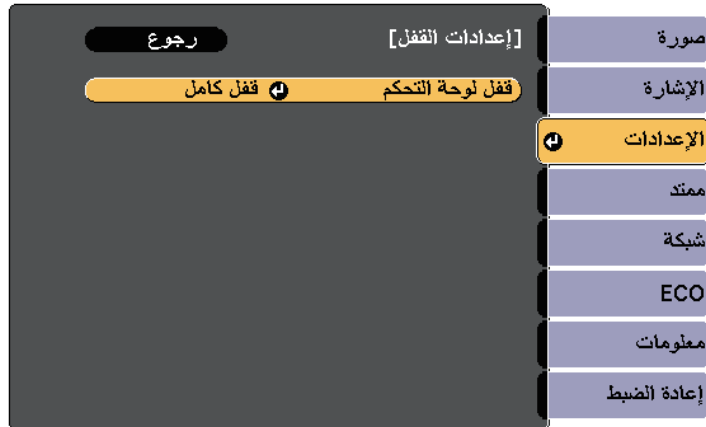 صورة
الإشارة
الإعدادات
ممتد
شبكة
ECO
معلومات
إعادة الضبط
[إعدادات القفل] رجوع
قفل لوحة التحكم قفل كامل